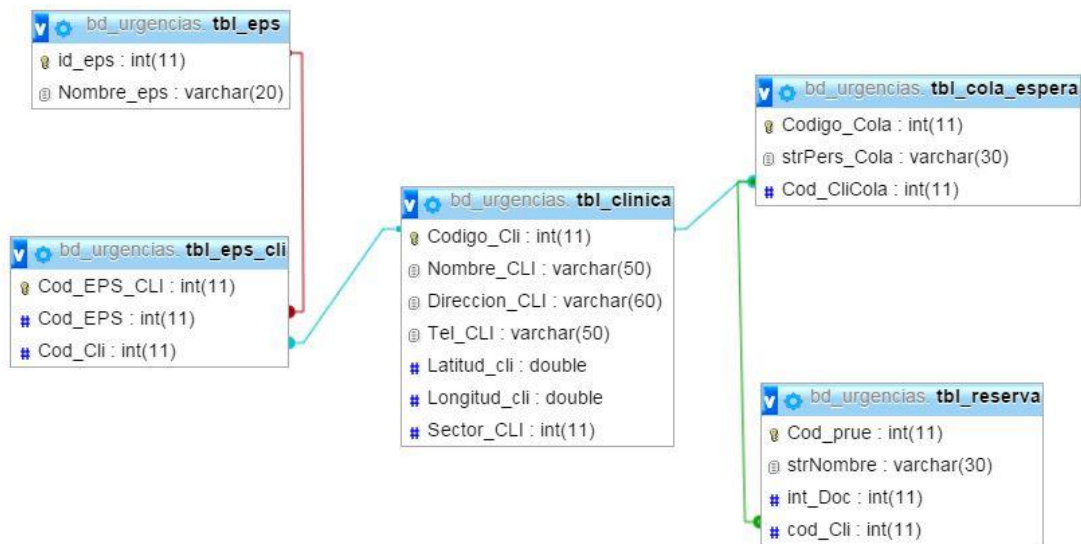 bd_urgencias. tbl_eps
id_eps : int(11)
Nombre_eps : varchar(20)
bd_urgencias. tbl_eps_cli
Cod_EPS_CLI : int(11)
Cod_EPS : int(11)
Cod_Cli : int(11)
bd_urgencias. tbl_clinica
Codigo_Cli : int(11)
Nombre_CLI : varchar(50)
Direccion_CLI : varchar(60)
Tel_CLI : varchar(50)
Latitud_cli : double
Longitud_cli : double
Sector_CLI : int(11)
bd_urgencias. tbl_cola_espera
Codigo_Cola : int(11)
strPers_Cola : varchar(30)
Cod_CliCola : int(11)
bd_urgencias. tbl_reserva
Cod_prue : int(11)
strNombre : varchar(30)
int_Doc : int(11)
cod_Cli : int(11)